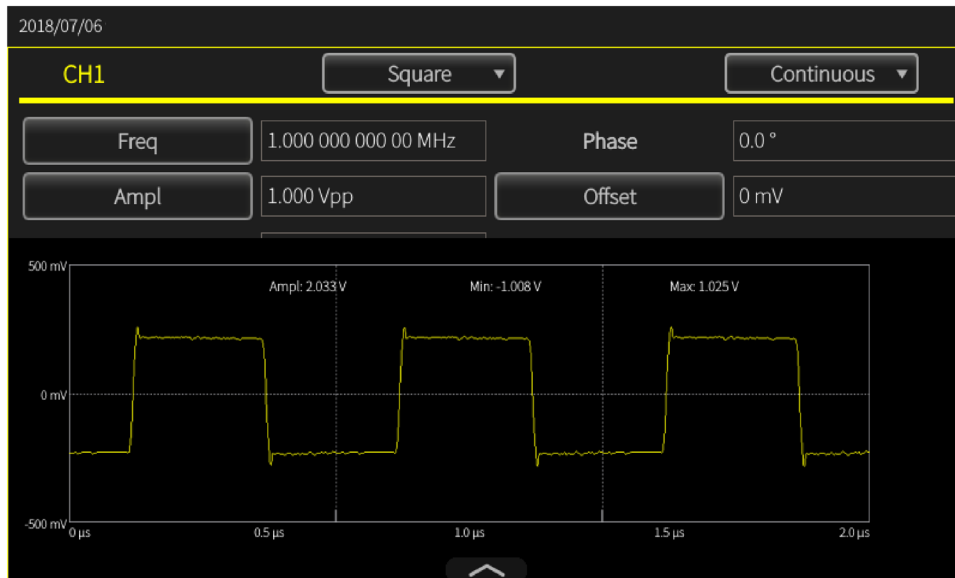 2018/07/06
CH1 Square Continuous
Freq 1.000 000 000 00 MHz Phase 0.0 °
Ampl 1.000 Vpp Offset 0 mV
500 mV
Ampl: 2.033 V Min: -1.008 V Max: 1.025 V
0 mV
-500 mV
0 µs 0.5 µs 1.0 µs 1.5 µs 2.0 µs